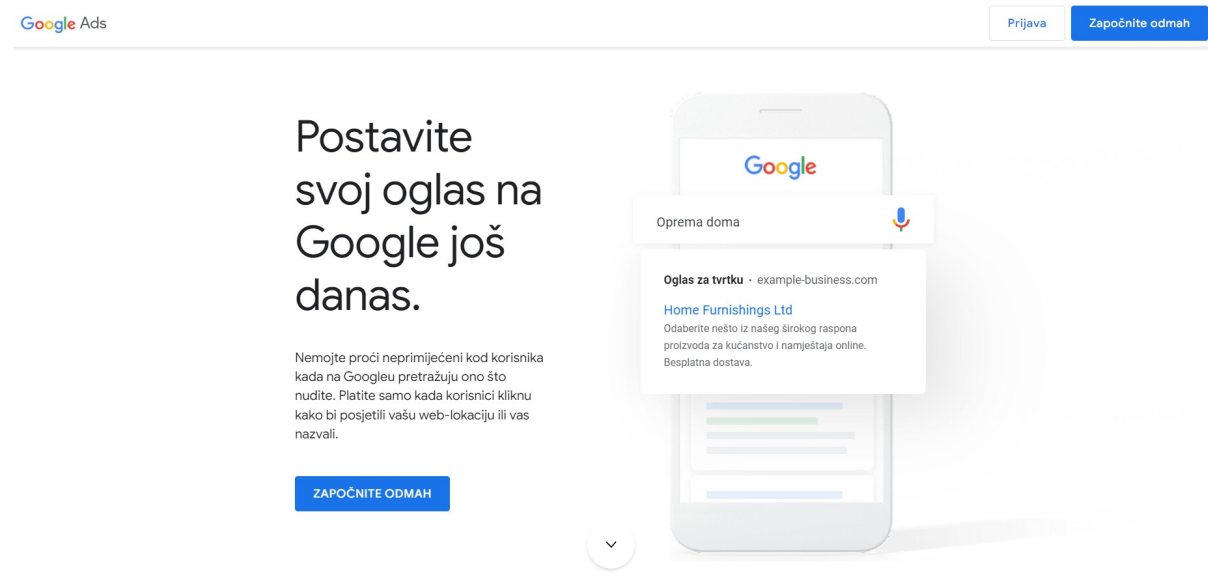 Google Ads
Prijava
Započnite odmah
Postavite
svoj oglas na
Google još
danas.
Nemojte proći neprimijećeni kod korisnika
kada na Googleu pretražuju ono što
nudite. Platite samo kada korisnici kliknu
kako bi posjetili vašu web-lokaciju ili vas
nazvali.
ZAPOČNITE ODMAH
Google
Oprema doma
Oglas za tvrtku · example-business.com
Home Furnishings Ltd
Odaberite nešto iz našeg širokog raspona
proizvoda za kućanstvo i namještaja online.
Besplatna dostava.